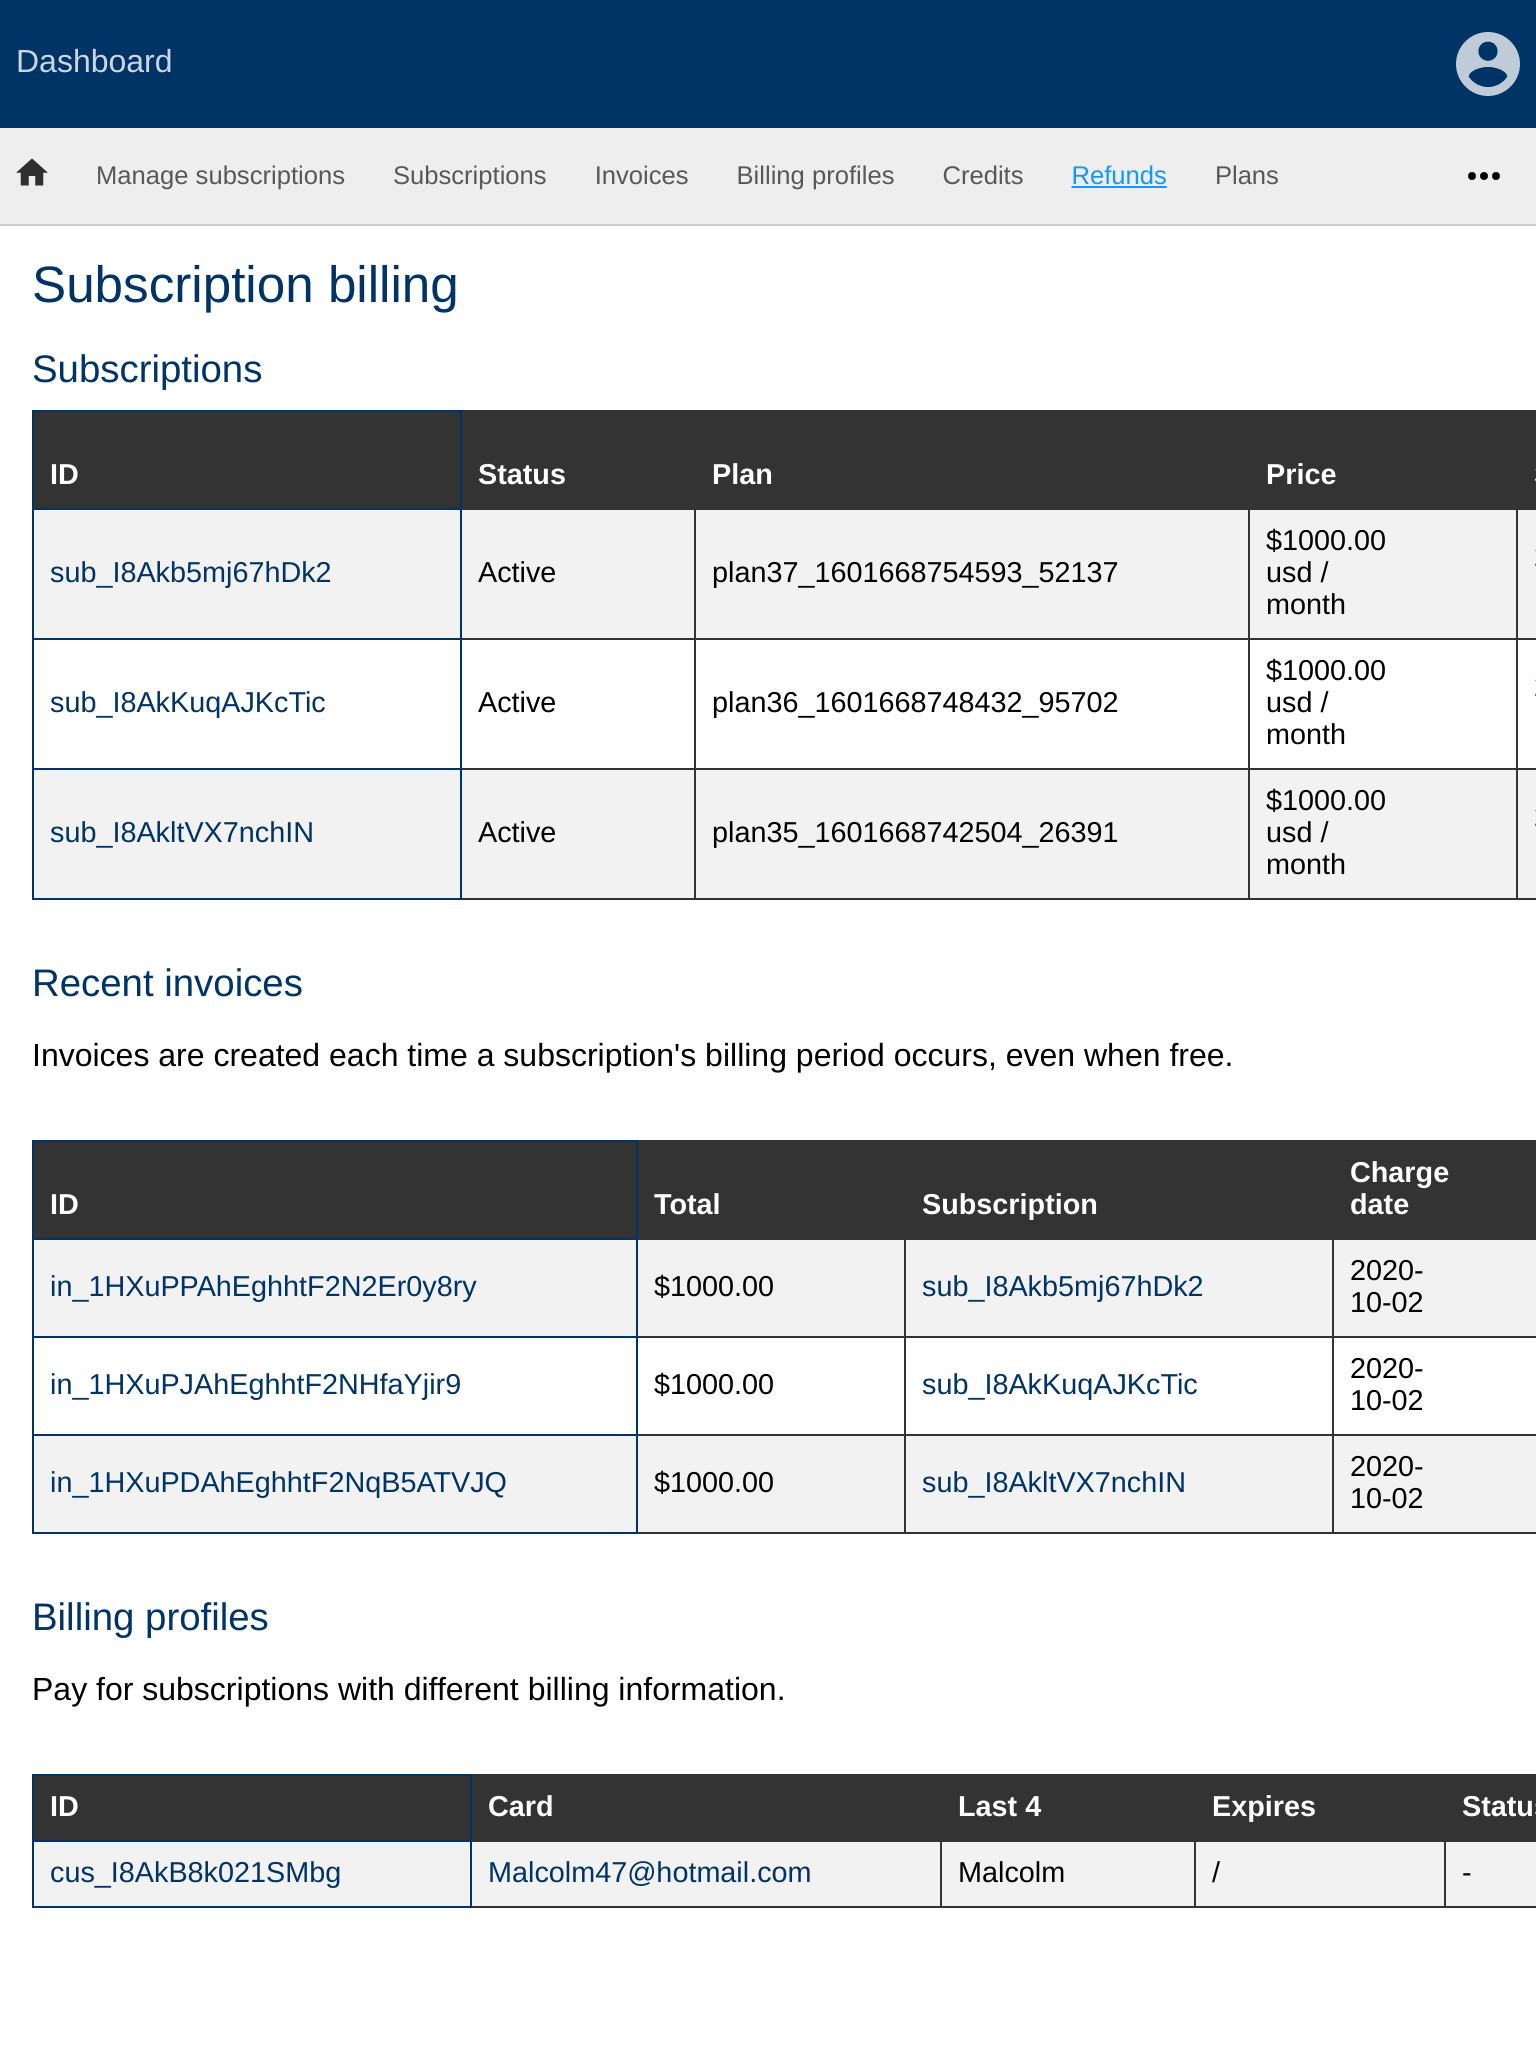 Dashboard
Manage subscriptions Subscriptions Invoices Billing profiles Credits Refunds Plans
Subscription billing
Subscriptions
ID Status Plan Price
sub_I8Akb5mj67hDk2 Active plan37_1601668754593_52137 $1000.00 usd / month
sub_I8AkKuqAJKcTic Active plan36_1601668748432_95702 $1000.00 usd / month
sub_I8AkltVX7nchIN Active plan35_1601668742504_26391 $1000.00 usd / month
Recent invoices
Invoices are created each time a subscription's billing period occurs, even when free.
ID Total Subscription Charge date
in_1HXuPPAhEghhtF2N2Er0y8ry $1000.00 sub_I8Akb5mj67hDk2 2020-10-02
in_1HXuPJAhEghhtF2NHfaYjir9 $1000.00 sub_I8AkKuqAJKcTic 2020-10-02
in_1HXuPDAhEghhtF2NqB5ATVJQ $1000.00 sub_I8AkltVX7nchIN 2020-10-02
Billing profiles
Pay for subscriptions with different billing information.
ID Card Last 4 Expires Status
cus_I8AkB8k021SMbg Malcolm47@hotmail.com Malcolm / -